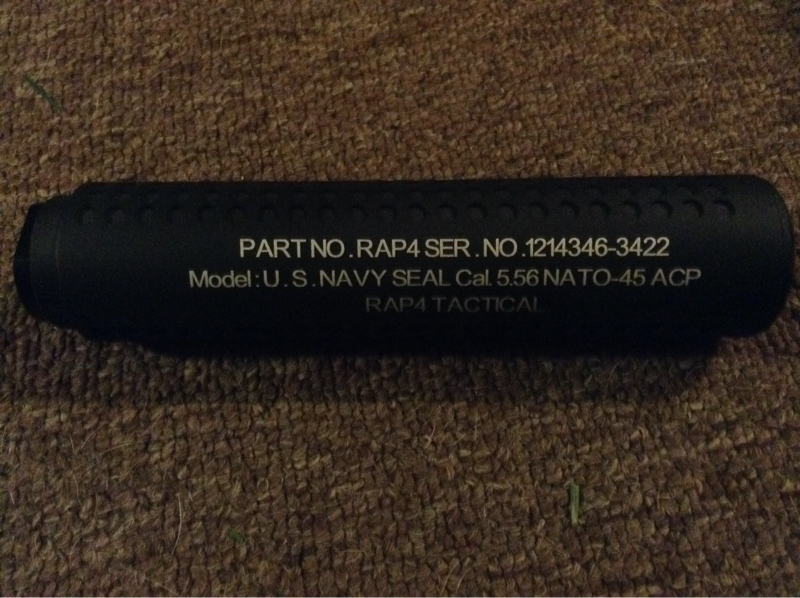 PART NO. RAP4 SER. NO.1214346-3422
Model: U.S. NAVY SEAL Cal. 5.56 NATO-45 ACP
RAP4 TACTICAL